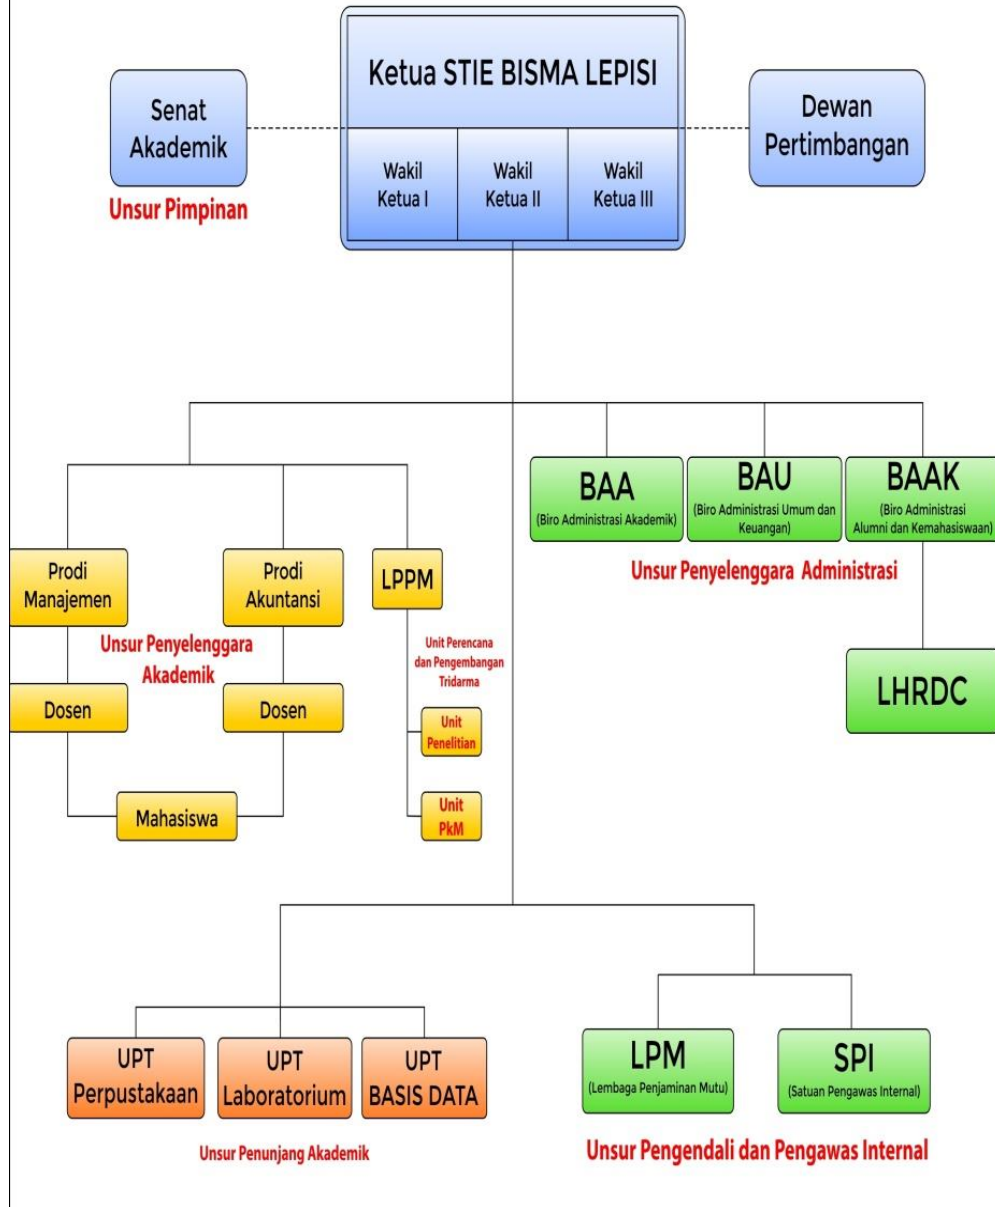 Ketua STIE BISMA LEPISI
Senat
Akademik
Dewan
Pertimbangan
Wakil
Ketua I
Wakil
Ketua II
Wakil
Ketua III
Unsur Pimpinan
BAA
(Biro Administrasi Akademik)
BAU
(Biro Administrasi Umum dan
Keuangan)
BAAK
(Biro Administrasi
Alumni dan Kemahasiswaan)
Unsur Penyelenggara Administrasi
Prodi
Manajemen
Prodi
Akuntansi
LPPM
Unsur Penyelenggara
Akademik
Unit Perencana
dan Pengembangan
Tridarma
LHRDC
Dosen
Dosen
Unit
Penelitian
Mahasiswa
Unit
PkM
UPT
Perpustakaan
UPT
Laboratorium
UPT
BASIS DATA
LPM
(Lembaga Penjaminan Mutu)
SPI
(Satuan Pengawas Internal)
Unsur Penunjang Akademik
Unsur Pengendali dan Pengawas Internal